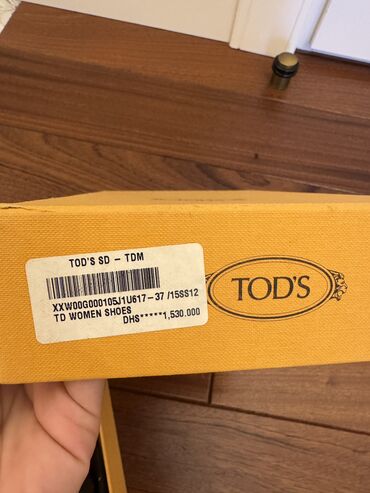 TOD'S SD - TDM
XXW00G000105J1U617-37 /15SS12
TD WOMEN SHOES
DHS*****1,530.000
TOD'S